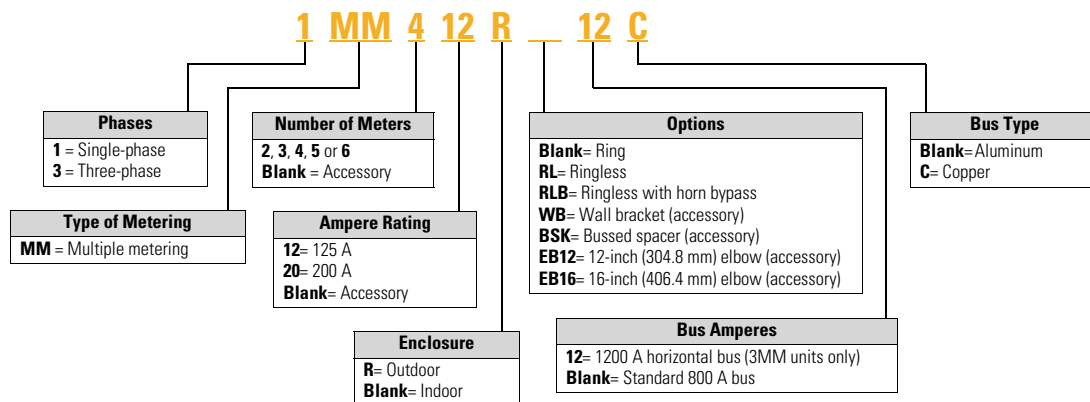 1 MM 4 12 R __ 12 C
Phases
1 = Single-phase
3 = Three-phase
Type of Metering
MM = Multiple metering
Number of Meters
2, 3, 4, 5 or 6
Blank = Accessory
Ampere Rating
12= 125 A
20= 200 A
Blank= Accessory
Enclosure
R= Outdoor
Blank= Indoor
Options
Blank= Ring
RL= Ringless
RLB= Ringless with horn bypass
WB= Wall bracket (accessory)
BSK= Bussed spacer (accessory)
EB12= 12-inch (304.8 mm) elbow (accessory)
EB16= 16-inch (406.4 mm) elbow (accessory)
Bus Amperes
12= 1200 A horizontal bus (3MM units only)
Blank= Standard 800 A bus
Bus Type
Blank= Aluminum
C= Copper